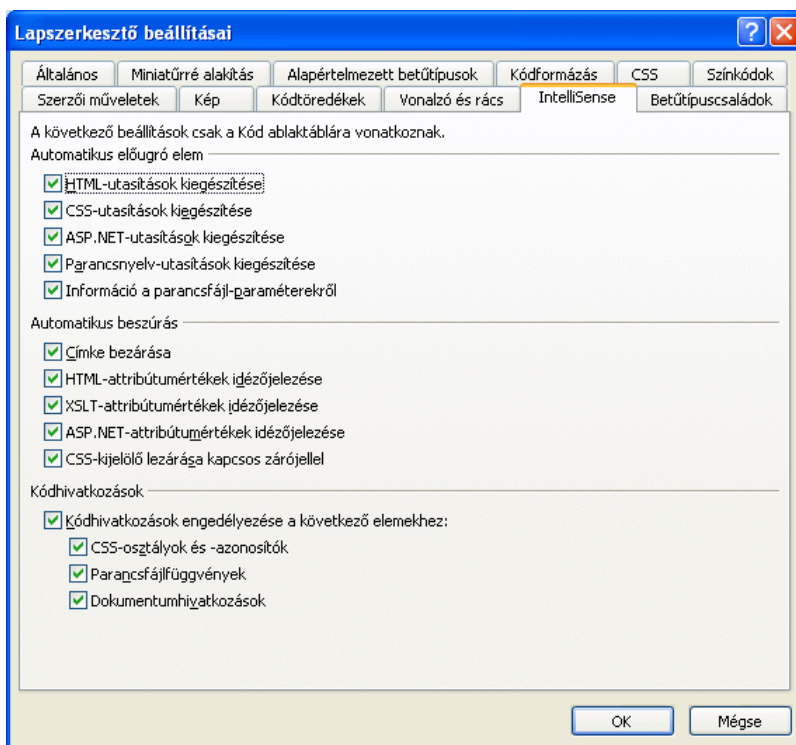 Lapszerkesztő beállításai
Általános
Miniatűrré alakítás
Alapértelmezett betűtípusok
Kódformázás
CSS
Színkódok
Szerzői műveletek
Kép
Kódtöredékek
Vonalzó és rács
IntelliSense
Betűtípuscsaládok
A következő beállítások csak a Kód ablaktáblára vonatkoznak.
Automatikus előugró elem
HTML-utasítások kiegészítése
CSS-utasítások kiegészítése
ASP.NET-utasítások kiegészítése
Parancsnyelv-utasítások kiegészítése
Információ a parancsfájl-paraméterekről
Automatikus beszúrás
Címke bezárása
HTML-attribútumértékek idézőjelezése
XSLT-attribútumértékek idézőjelezése
ASP.NET-attribútumértékek idézőjelezése
CSS-kijelölő lezárása kapcsos zárójellel
Kódhivatkozások
Kódhivatkozások engedélyezése a következő elemekhez:
CSS-osztályok és -azonosítók
Parancsfájlfüggvények
Dokumentumhivatkozások
OK
Mégse